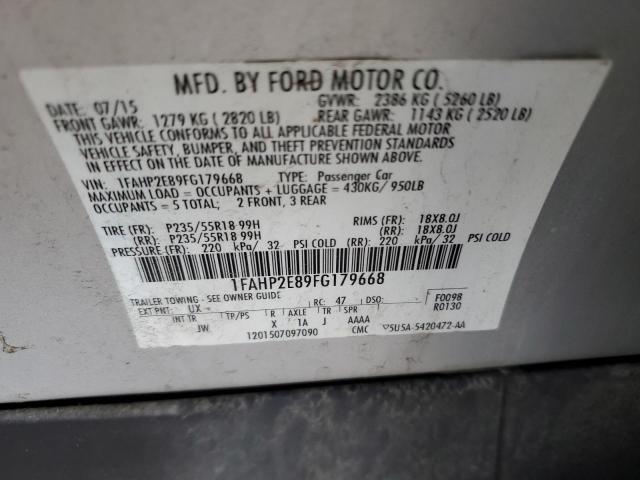 MFD. BY FORD MOTOR CO.
DATE: 07/15 GVWR: 2386 KG ( 5260 LB)
FRONT GAWR: 1279 KG ( 2820 LB) REAR GAWR: 1143 KG ( 2520 LB)
THIS VEHICLE CONFORMS TO ALL APPLICABLE FEDERAL MOTOR
VEHICLE SAFETY, BUMPER, AND THEFT PREVENTION STANDARDS
IN EFFECT ON THE DATE OF MANUFACTURE SHOWN ABOVE.
VIN: 1FAHP2E89FG179668 TYPE: Passenger Car
MAXIMUM LOAD = OCCUPANTS + LUGGAGE = 430KG/ 950LB
OCCUPANTS = 5 TOTAL; 2 FRONT, 3 REAR
TIRE (FR): P235/55R18 99H RIMS (FR): 18X8.0J
(RR): P235/55R18 99H (RR): 18X8.0J
PRESSURE (FR): 220 kPa/ 32 PSI COLD (RR): 220 kPa/ 32 PSI COLD
1FAHP2E89FG179668
TRAILER TOWING - SEE OWNER GUIDE
EXT PNT: UX RC: 47 DSO: F0098
INT TR TP/PS R AXLE TR SPR R0130
JW X 1A J AAAA
1201507097090 CMC 5U5A-5420472-AA